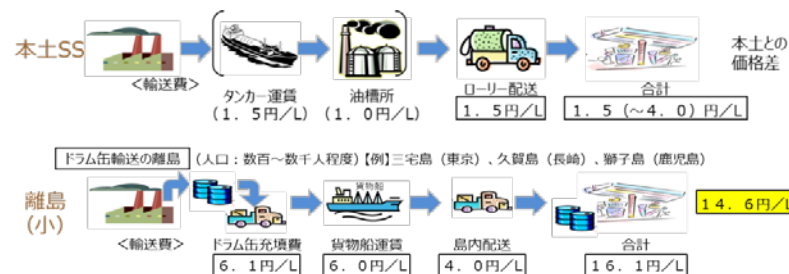 本土SS
<輸送費>
タンカー運賃
(1.5円/L)
油槽所
(1.0円/L)
ローリー配送
1.5円/L
合計
1.5(～4.0)円/L
本土との
価格差
ドラム缶輸送の離島 (人口:数百～数千人程度)【例】三宅島(東京)、久賀島(長崎)、獅子島(鹿児島)
離島
(小)
<輸送費>
ドラム缶充填費
6.1円/L
貨物船
貨物船運賃
6.0円/L
島内配送
4.0円/L
合計
16.1円/L
14.6円/L